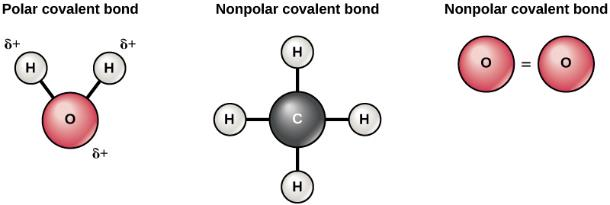 Polar covalent bond
Nonpolar covalent bond
Nonpolar covalent bond
δ+ δ+
H H
O
δ+
H
H C H
H
O = O